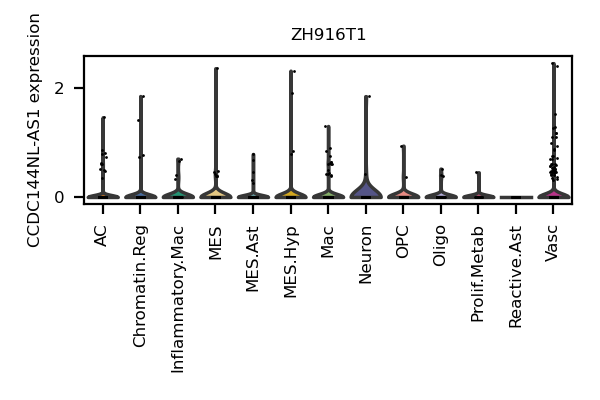 ZH916T1
CCDC144NL-AS1 expression
2
0
AC
Chromatin.Reg
Inflammatory.Mac
MES
MES.Ast
MES.Hyp
Mac
Neuron
OPC
Oligo
Prolif.Metab
Reactive.Ast
Vasc